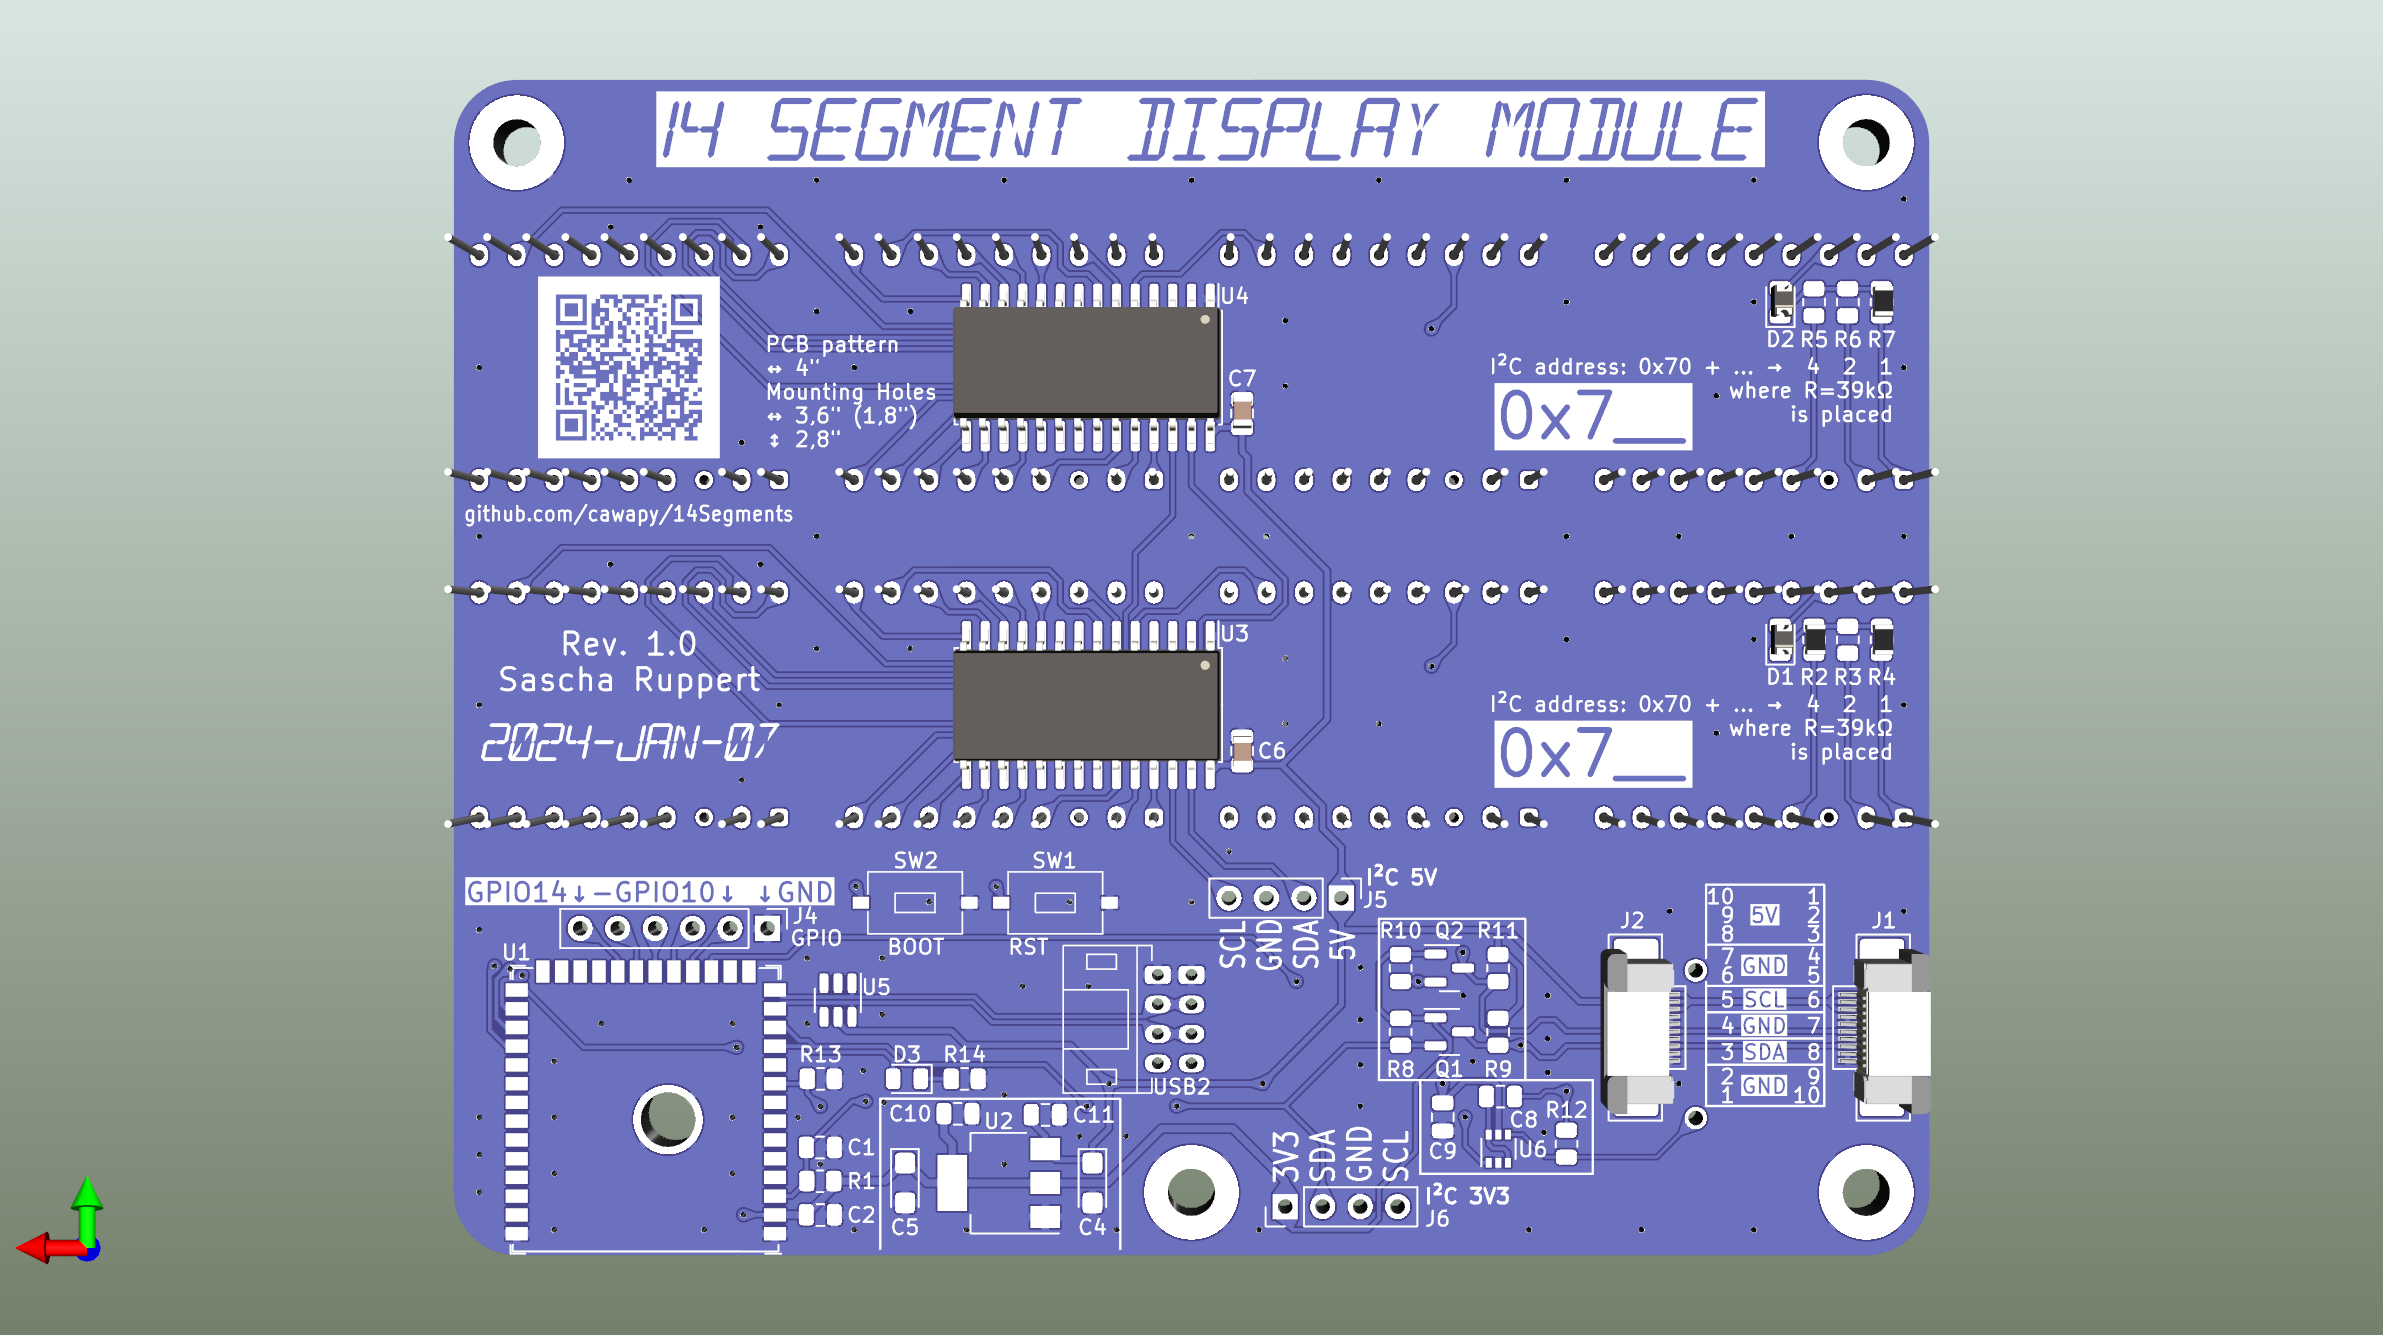 14 SEGMENT DISPLAY MODULE
U4
PCB pattern
↔ 4"
Mounting Holes
↔ 3,6" (1,8")
↕ 2,8"
C7
D2 R5 R6 R7
I²C address: 0x70 + ... → 4 2 1
where R=39kΩ
is placed
0x7__
github.com/cawapy/14Segments
U3
Rev. 1.0
Sascha Ruppert
2024-JAN-07
C6
D1 R2 R3 R4
I²C address: 0x70 + ... → 4 2 1
where R=39kΩ
is placed
0x7__
SW2
SW1
BOOT
RST
GPIO14↓-GPIO10↓ ↓GND
J4
GPIO
U1
I²C 5V
J5
SCL
GND
SDA
5V
R10 Q2 R11
R8 Q1 R9
J2
J1
10 1
9 5V 2
8 3
7 4
6 GND 5
5 SCL 6
4 GND 7
3 SDA 8
2 9
1 GND 10
U5
R13
D3
R14
USB2
C10
U2
C11
C1
R1
C2
C5
C4
C8
R12
C9
U6
3V3
SDA
GND
SCL
I²C 3V3
J6